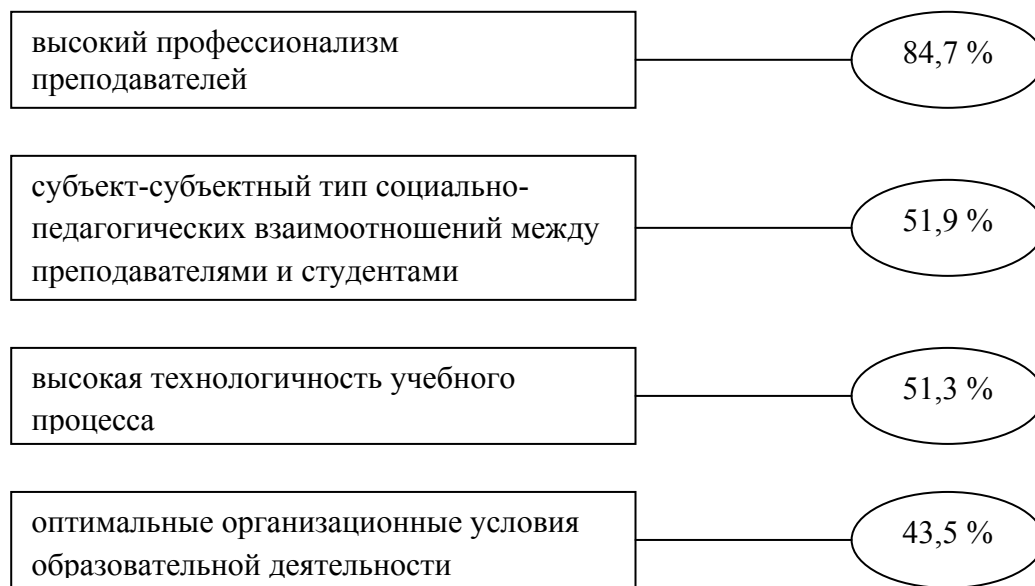 высокий профессионализм
преподавателей
84,7 %
субъект-субъектный тип социально-
педагогических взаимоотношений между
преподавателями и студентами
51,9 %
высокая технологичность учебного
процесса
51,3 %
оптимальные организационные условия
образовательной деятельности
43,5 %